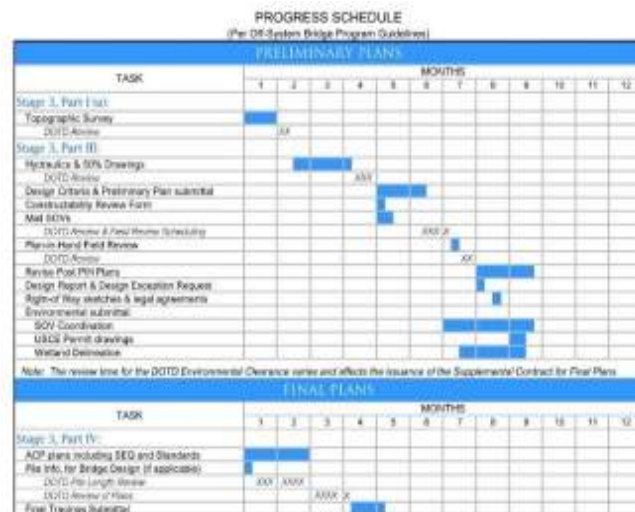 PROGRESS SCHEDULE
(Per Off-System Bridge Program Guidelines)
PRELIMINARY PLANS
TASK MONTHS
1 2 3 4 5 6 7 8 9 10 11 12
Stage 3, Part I (a):
Topographic Survey
DOTD Review XX
Stage 3, Part III:
Hydraulics & 50% Drawings
DOTD Review XXX
Design Criteria & Preliminary Plan submittal
Constructability Review Form
Mail SOVs
DOTD Review & Field Review Scheduling XXX X
Plan-in-Hand Field Review
DOTD Review XX
Revise Post PIH Plans
Design Report & Design Exception Request
Right-of Way sketches & legal agreements
Environmental submittal:
SOV Coordination
USCE Permit drawings
Wetland Delineation
Note: The review time for the DOTD Environmental Clearance varies and effects the issuance of the Supplemental Contract for Final Plans
FINAL PLANS
TASK MONTHS
1 2 3 4 5 6 7 8 9 10 11 12
Stage 3, Part IV:
ACP plans including SEQ and Standards
Pile Info. for Bridge Design (if applicable)
DOTD Pile Length Review XXX XXXX
DOTD Review of Plans XXXX X
Final Tracings Submittal